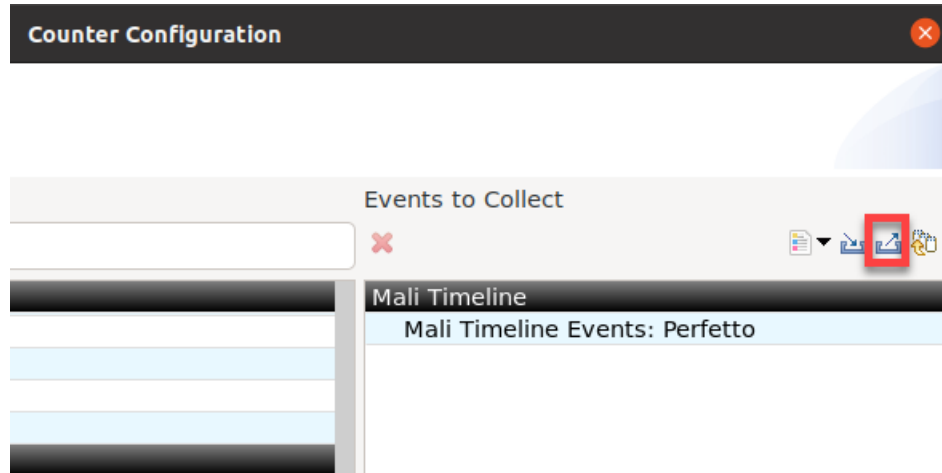 Counter Configuration
Events to Collect
Mali Timeline
Mali Timeline Events: Perfetto